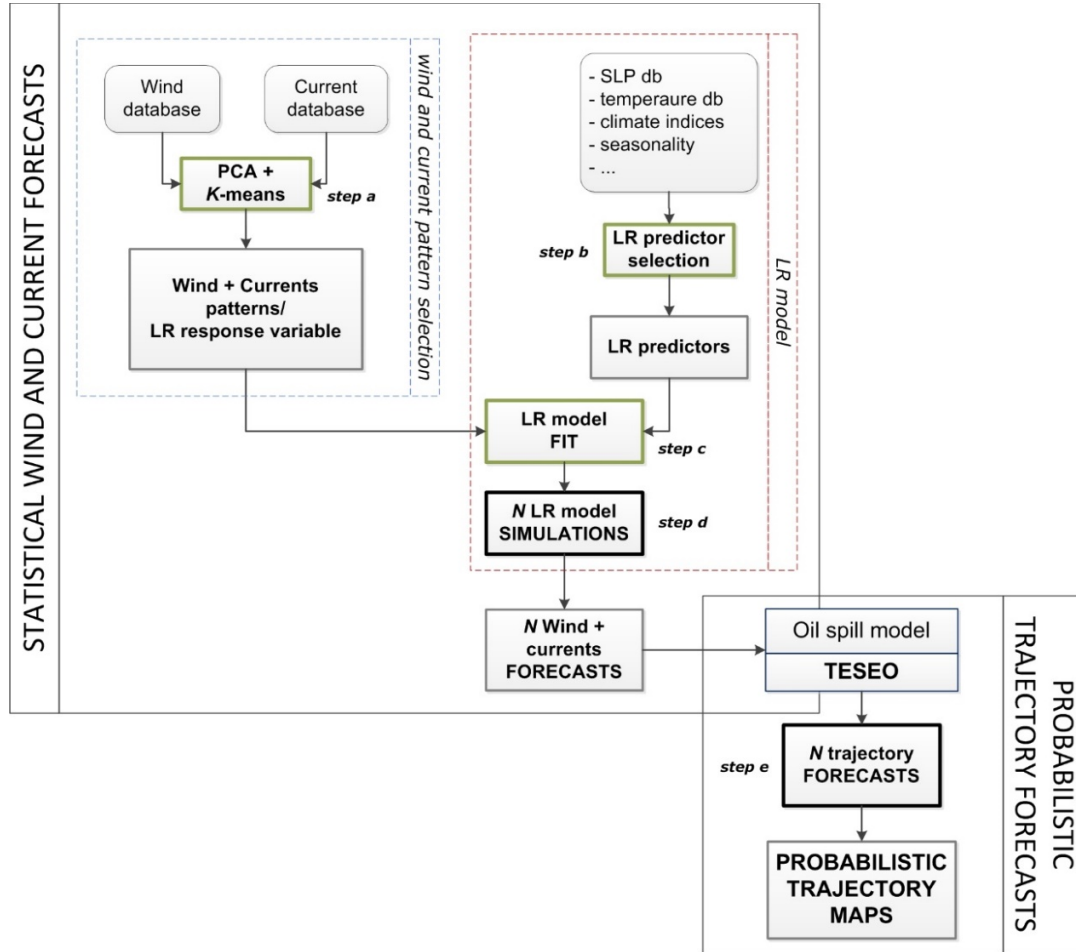 STATISTICAL WIND AND CURRENT FORECASTS
wind and current pattern selection
Wind
database
Current
database
PCA +
K-means
step a
Wind + Currents
patterns/
LR response variable
LR model
- SLP db
- temperaure db
- climate indices
- seasonality
- ...
step b
LR predictor
selection
LR predictors
LR model
FIT
step c
N LR model
SIMULATIONS
step d
N Wind +
currents
FORECASTS
PROBABILISTIC
TRAJECTORY FORECASTS
Oil spill model
TESEO
step e
N trajectory
FORECASTS
PROBABILISTIC
TRAJECTORY
MAPS